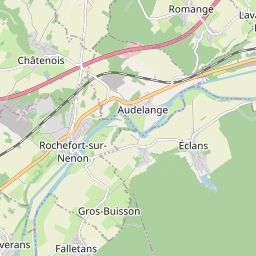 Romange
Lava
Châtenois
Audelange
Rochefort-sur-
Nenon
Éclans
Gros-Buisson
verans
Falletans